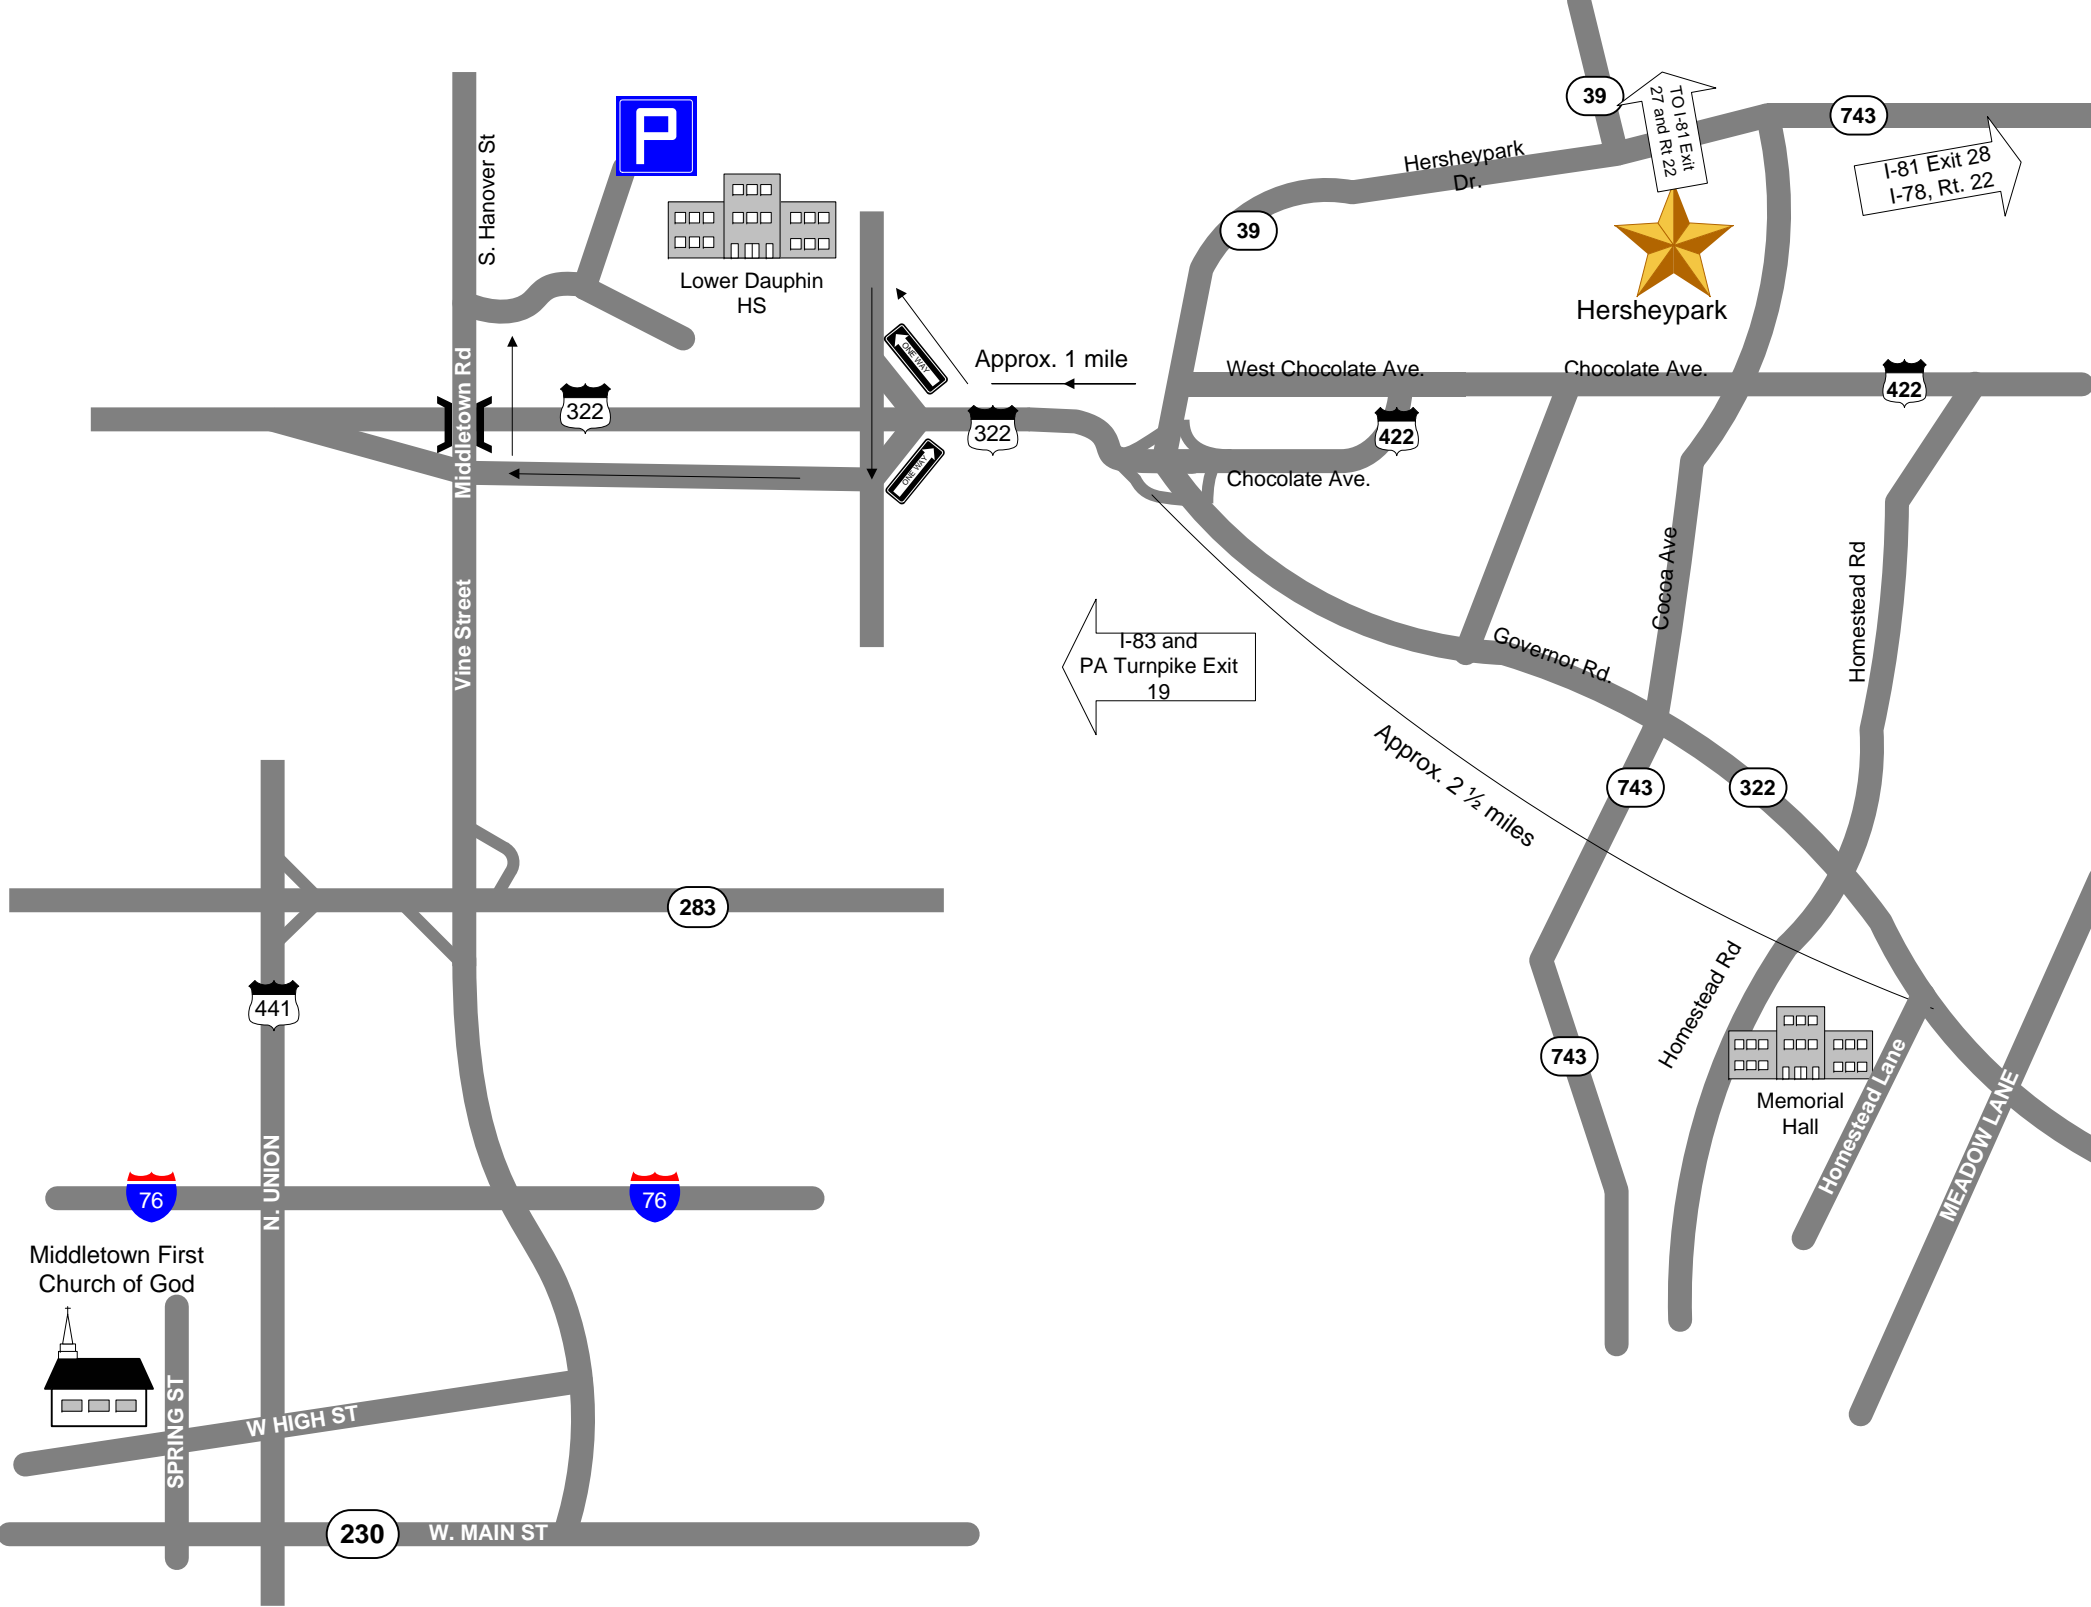 39
TO I-81 Exit
27 and Rt 22
743
I-81 Exit 28
I-78, Rt. 22
Hersheypark
Dr.
39
Hersheypark
P
S. Hanover St
Lower Dauphin
HS
ONE WAY
Approx. 1 mile
West Chocolate Ave.
Chocolate Ave.
422
322
322
422
Middletown Rd
ONE WAY
Chocolate Ave.
Vine Street
I-83 and
PA Turnpike Exit
19
Cocoa Ave
Homestead Rd
Governor Rd.
Approx. 2 ½ miles
743
322
283
441
Homestead Rd
743
Memorial
Hall
Homestead Lane
MEADOW LANE
N. UNION
76
76
Middletown First
Church of God
SPRING ST
W HIGH ST
230
W. MAIN ST